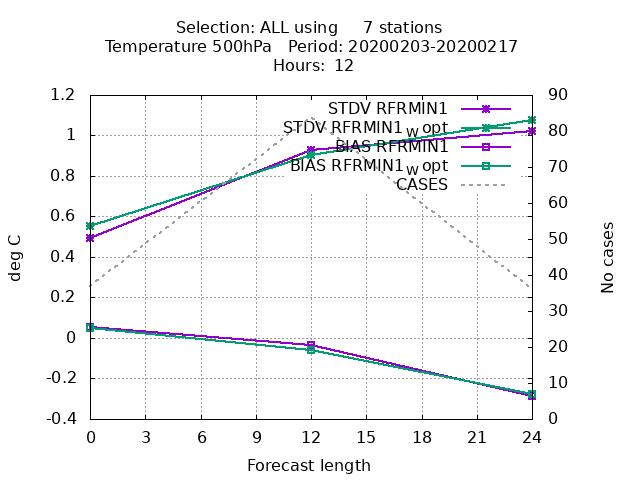 Selection: ALL using 7 stations
Temperature 500hPa Period: 20200203-20200217
Hours: 12
STDV RFRMIN1
STDV RFRMIN1_W opt
BIAS RFRMIN1
BIAS RFRMIN1_W opt
CASES
1.2
1
0.8
0.6
0.4
0.2
0
-0.2
-0.4
deg C
90
80
70
60
50
40
30
20
10
0
No cases
0 3 6 9 12 15 18 21 24
Forecast length